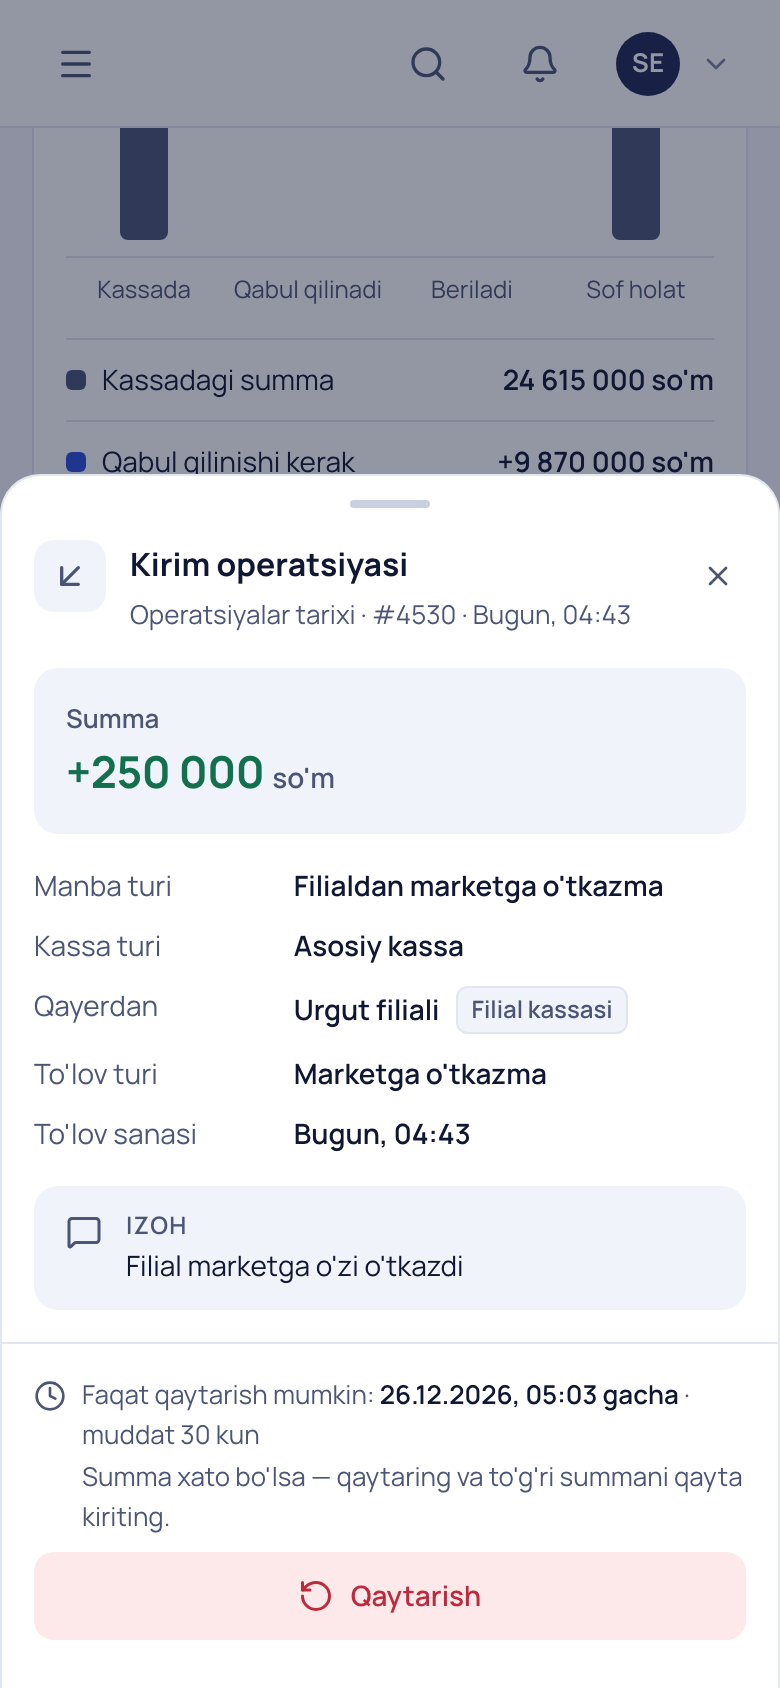 SE
Kassada Qabul qilinadi Beriladi Sof holat
Kassadagi summa 24 615 000 so'm
Qabul qilinishi kerak +9 870 000 so'm
Kirim operatsiyasi
Operatsiyalar tarixi · #4530 · Bugun, 04:43
Summa
+250 000 so'm
Manba turi Filialdan marketga o'tkazma
Kassa turi Asosiy kassa
Qayerdan Urgut filiali Filial kassasi
To'lov turi Marketga o'tkazma
To'lov sanasi Bugun, 04:43
IZOH
Filial marketga o'zi o'tkazdi
Faqat qaytarish mumkin: 26.12.2026, 05:03 gacha ·
muddat 30 kun
Summa xato bo'lsa — qaytaring va to'g'ri summani qayta
kiriting.
Qaytarish